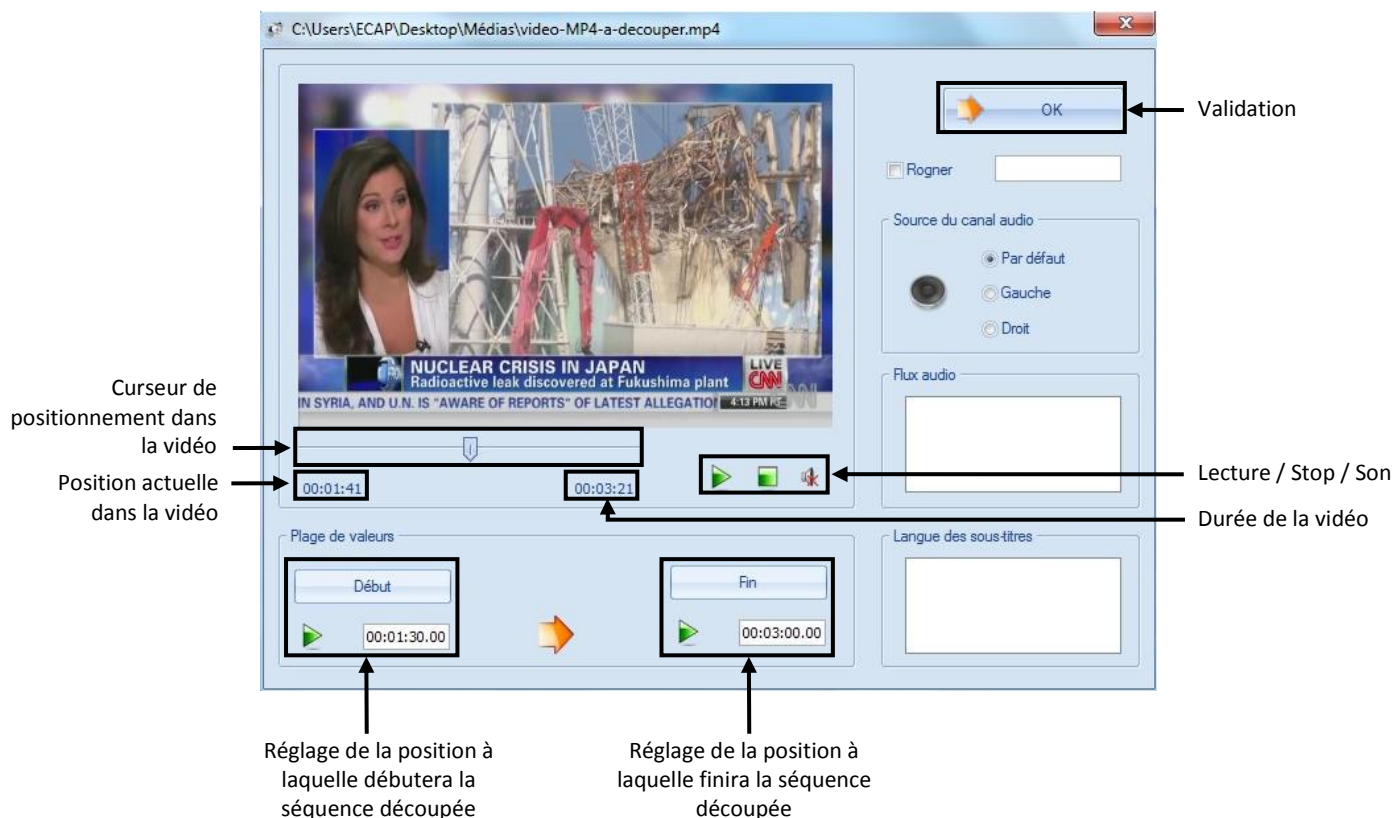 C:\Users\ECAP\Desktop\Médias\video-MP4-a-decouper.mp4
OK
Validation
Rogner
Source du canal audio
Par défaut
Gauche
Droit
NUCLEAR CRISIS IN JAPAN
Radioactive leak discovered at Fukushima plant
LIVE
CNN
IN SYRIA, AND U.N. IS "AWARE OF REPORTS" OF LATEST ALLEGATIO
4:13 PM
Flux audio
Curseur de
positionnement dans
la vidéo
Position actuelle
dans la vidéo
00:01:41
00:03:21
Lecture / Stop / Son
Durée de la vidéo
Plage de valeurs
Langue des sous-titres
Début
Fin
00:01:30.00
00:03:00.00
Réglage de la position à
laquelle débutera la
séquence découpée
Réglage de la position à
laquelle finira la séquence
découpée